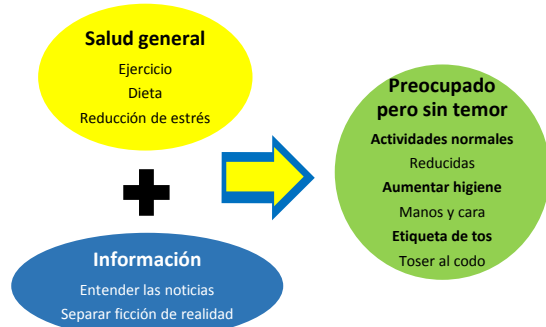 Salud general
Ejercicio
Dieta
Reducción de estrés
Información
Entender las noticias
Separar ficción de realidad
Preocupado
pero sin temor
Actividades normales
Reducidas
Aumentar higiene
Manos y cara
Etiqueta de tos
Toser al codo